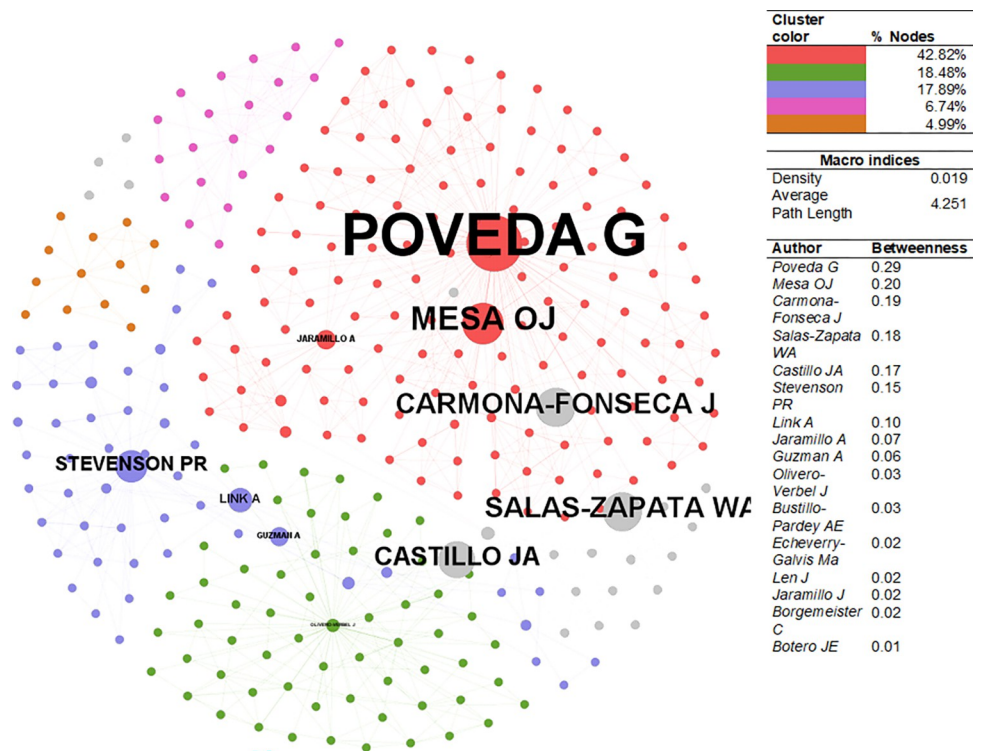 POVEDA G
MESA OJ
JARAMILLO A
CARMONA-FONSECA J
STEVENSON PR
LINK A
SALAS-ZAPATA WA
GUZMAN A
CASTILLO JA
OLIVERO-VERBEL J
Cluster
color % Nodes
42.82%
18.48%
17.89%
6.74%
4.99%
Macro indices
Density 0.019
Average
Path Length 4.251
Author Betweenness
Poveda G 0.29
Mesa OJ 0.20
Carmona- 0.19
Fonseca J
Salas-Zapata 0.18
WA
Castillo JA 0.17
Stevenson 0.15
PR
Link A 0.10
Jaramillo A 0.07
Guzman A 0.06
Olivero- 0.03
Verbel J
Bustillo- 0.03
Pardey AE
Echeverry- 0.02
Galvis Ma
Len J 0.02
Jaramillo J 0.02
Borgemeister 0.02
C
Botero JE 0.01